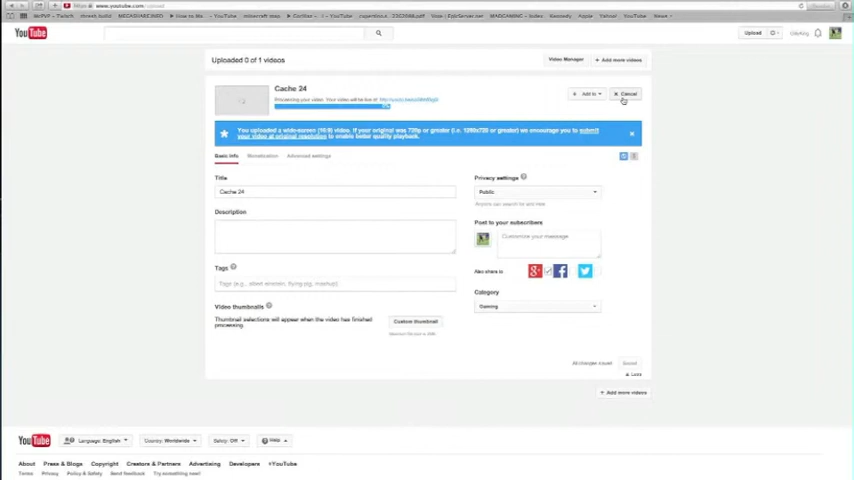 www.youtube.com/upload
YouTube
Upload
Uploaded 0 of 1 videos
Video Manager
+ Add more videos
Cache 24
Processing your video. Your video will be live at:
+ Add to
× Cancel
You uploaded a wide-screen (16:9) video. If your original was 720p or greater (i.e. 1280x720 or greater) we encourage you to submit
your video at original resolution to enable better quality playback.
Basic info
Monetization
Advanced settings
Title
Cache 24
Description
Tags ?
Tags (e.g., albert einstein, flying pig, mashup)
Video thumbnails ?
Thumbnail selections will appear when the video has finished
processing.
Custom thumbnail
Privacy settings ?
Public
Anyone can search for and view
Post to your subscribers
Customize your message
Also share to
Category
Gaming
All changes saved
Saved
+ Add more videos
YouTube
Language: English
Country: Worldwide
Safety: Off
Help
About Press & Blogs Copyright Creators & Partners Advertising Developers +YouTube
Terms Privacy Policy & Safety Send feedback Try something new!